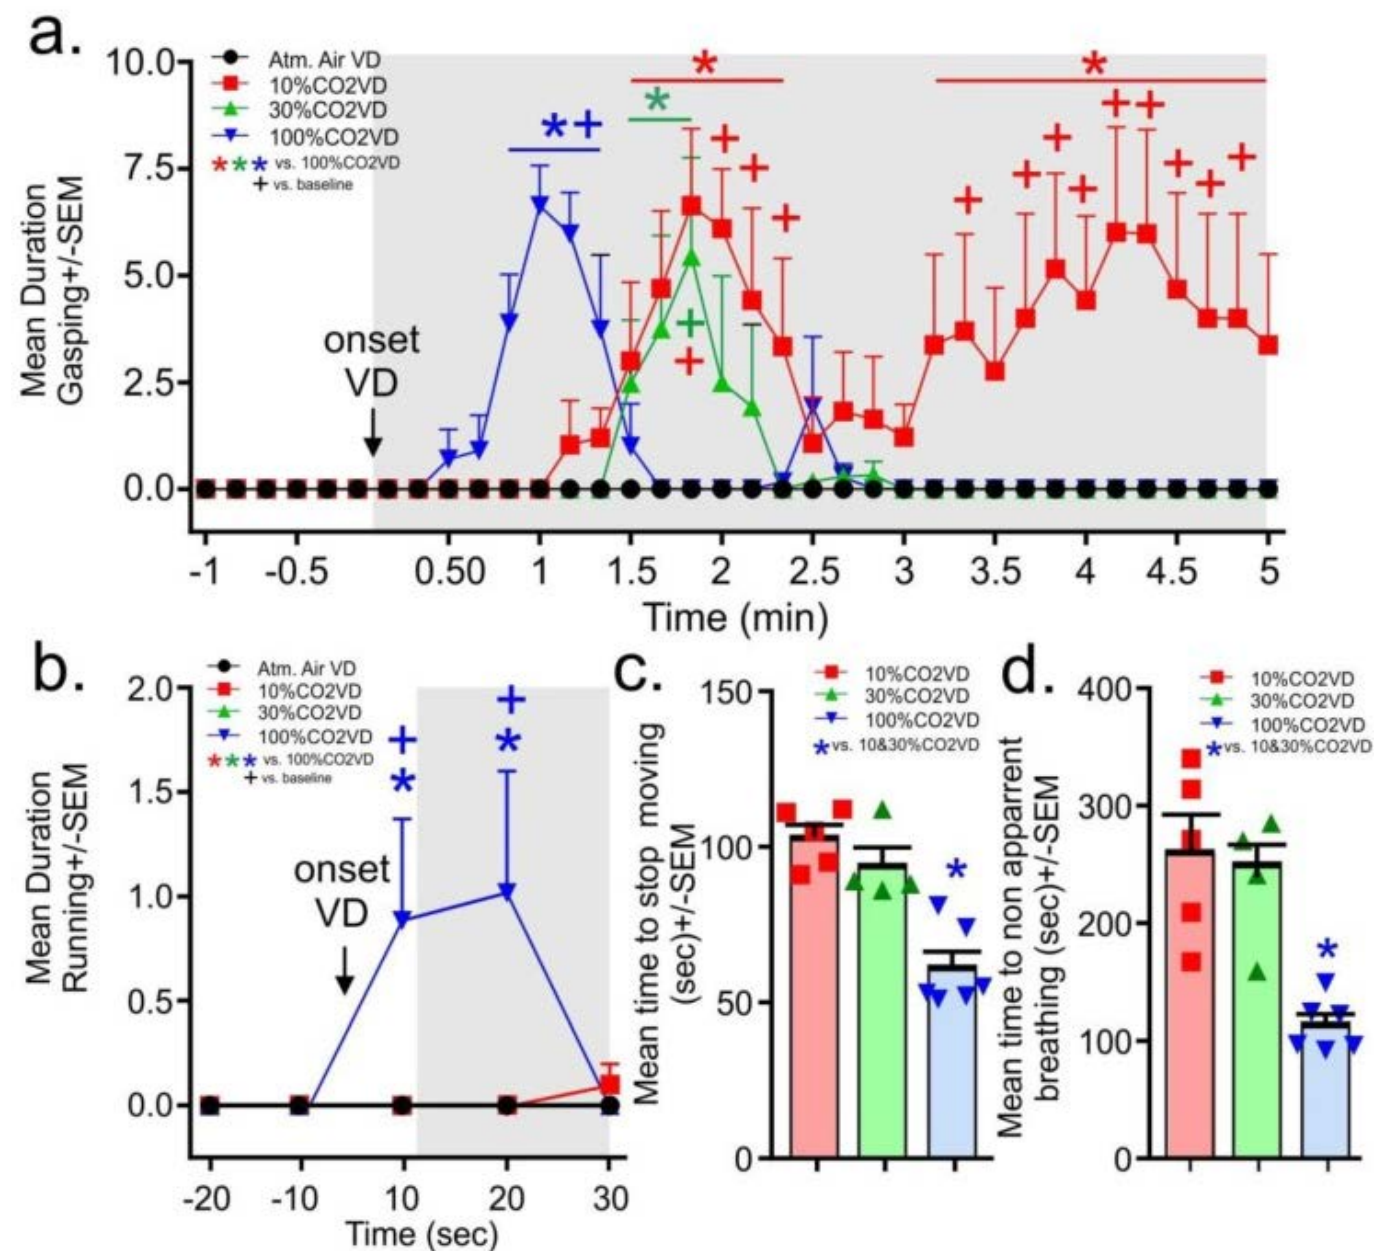 a.
Mean Duration
Gasping+/-SEM
10.0
7.5
5.0
2.5
0.0
Atm. Air VD
10%CO2VD
30%CO2VD
100%CO2VD
*** vs. 100%CO2VD
+ vs. baseline
*+
*
*
*
+
+
+
+
+
+
+
+
+
+
+
+
+
+
onset
VD
-1
-0.5
0.50
1
1.5
2
2.5
3
3.5
4
4.5
5
Time (min)
b.
Mean Duration
Running+/-SEM
2.0
1.5
1.0
0.5
0.0
Atm. Air VD
10%CO2VD
30%CO2VD
100%CO2VD
*** vs. 100%CO2VD
+ vs. baseline
+
*
+
*
onset
VD
-20
-10
10
20
30
Time (sec)
c.
Mean time to stop moving
(sec)+/-SEM
150
100
50
0
10%CO2VD
30%CO2VD
100%CO2VD
* vs. 10&30%CO2VD
*
d.
Mean time to non apparent
breathing (sec)+/-SEM
400
300
200
100
0
10%CO2VD
30%CO2VD
100%CO2VD
* vs. 10&30%CO2VD
*